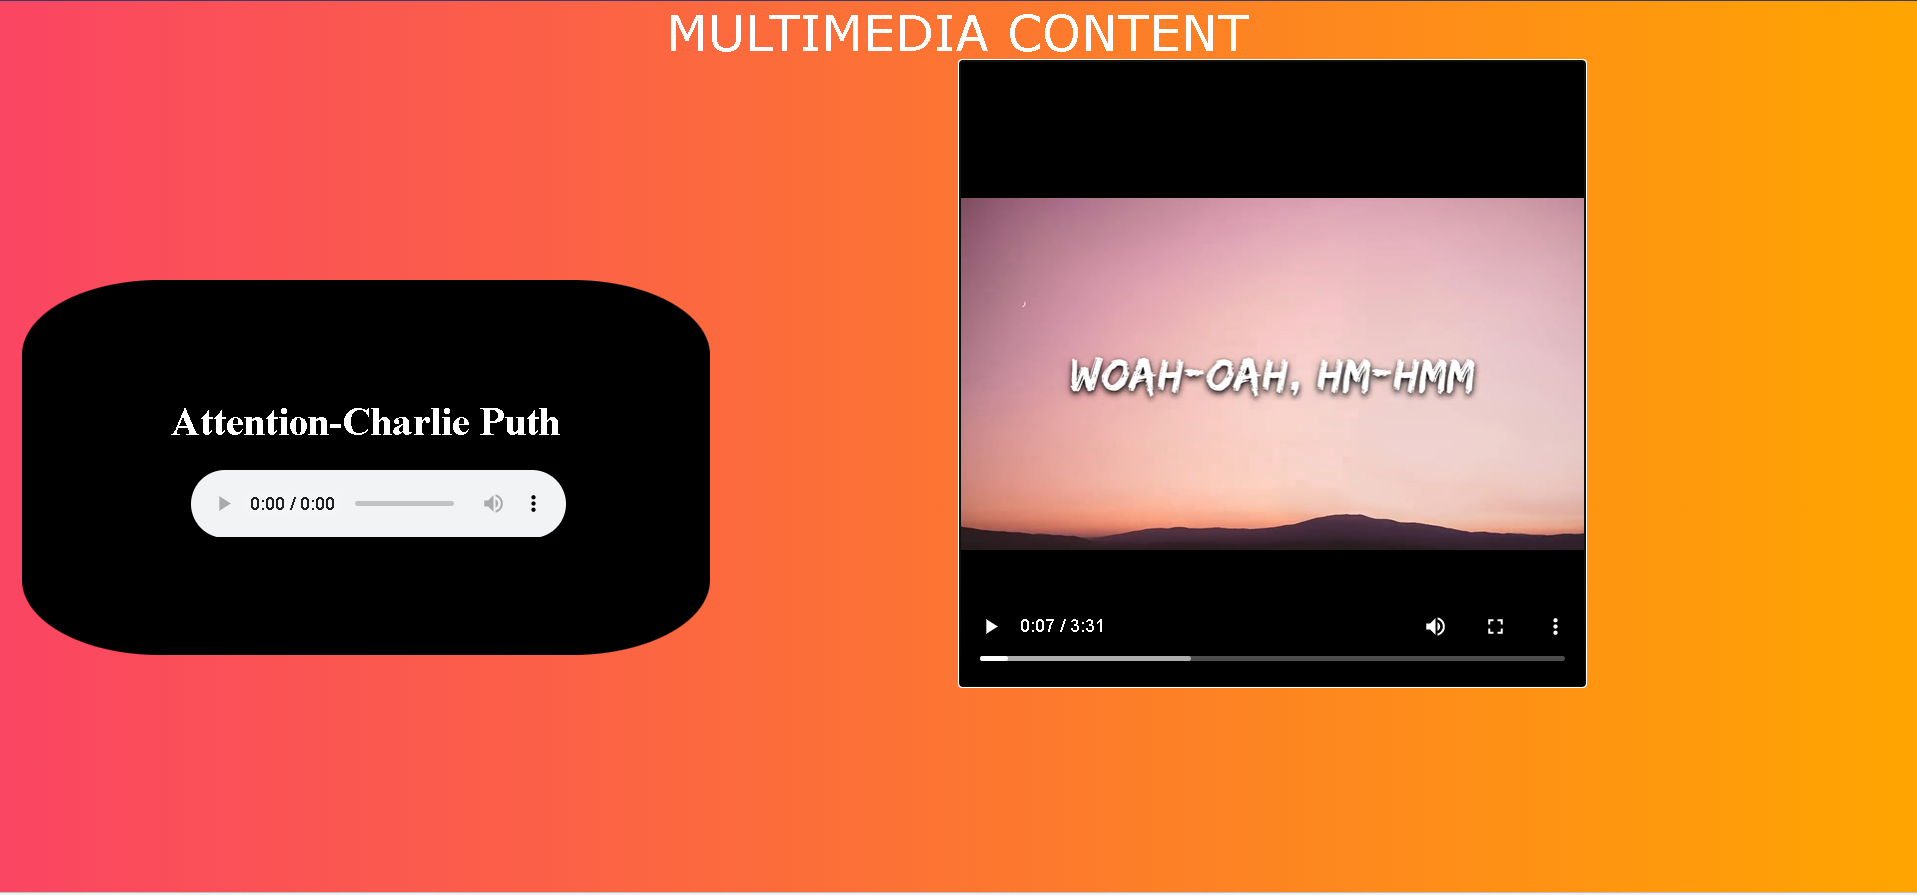 MULTIMEDIA CONTENT
Attention-Charlie Puth
0:00 / 0:00
WOAH-OAH, HM-HMM
0:07 / 3:31